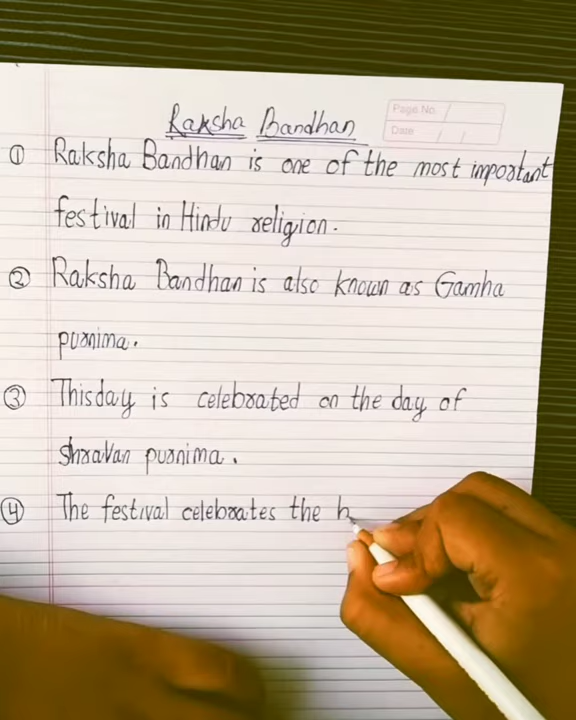 Raksha Bandhan
Page No.
Date
① Raksha Bandhan is one of the most important
festival in Hindu religion.
② Raksha Bandhan is also known as Gamha
purnima.
③ This day is celebrated on the day of
Shravan purnima.
④ The festival celebrates the h